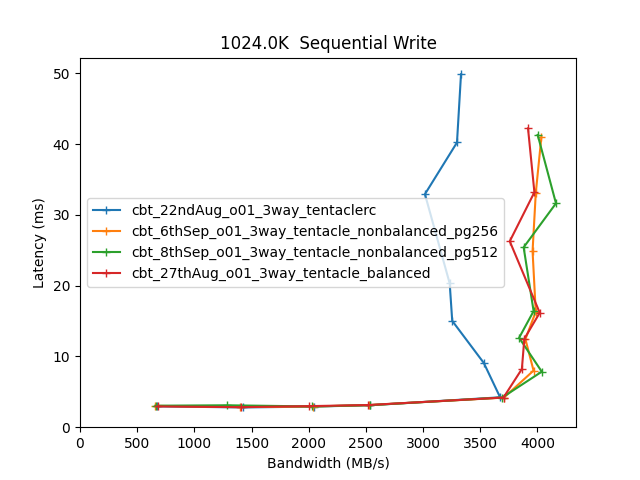 1024.0K  Sequential Write
50
40
30
20
10
0
Latency (ms)
cbt_22ndAug_o01_3way_tentaclerc
cbt_6thSep_o01_3way_tentacle_nonbalanced_pg256
cbt_8thSep_o01_3way_tentacle_nonbalanced_pg512
cbt_27thAug_o01_3way_tentacle_balanced
0 500 1000 1500 2000 2500 3000 3500 4000
Bandwidth (MB/s)